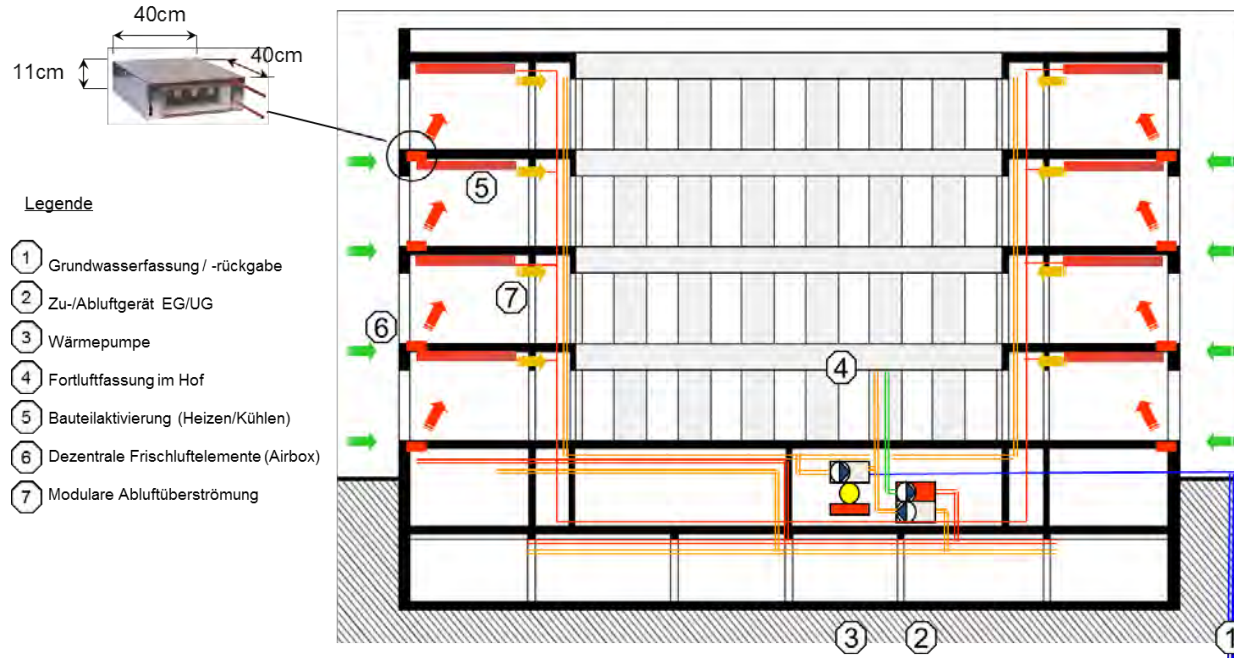 40cm
40cm
11cm
Legende
1 Grundwasserfassung / -rückgabe
2 Zu-/Abluftgerät EG/UG
3 Wärmepumpe
4 Fortluftfassung im Hof
5 Bauteilaktivierung (Heizen/Kühlen)
6 Dezentrale Frischluftelemente (Airbox)
7 Modulare Abluftüberströmung
5
7
6
4
3
2
1